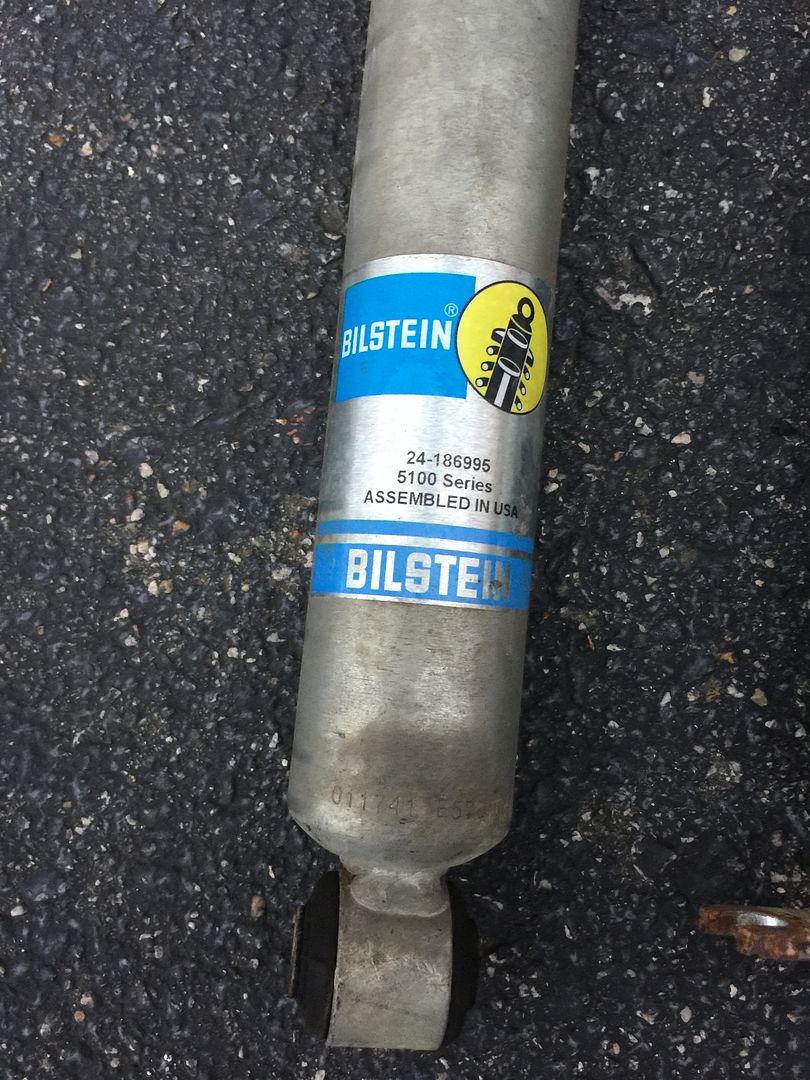 BILSTEIN®
24-186995
5100 Series
ASSEMBLED IN USA
BILSTEIN